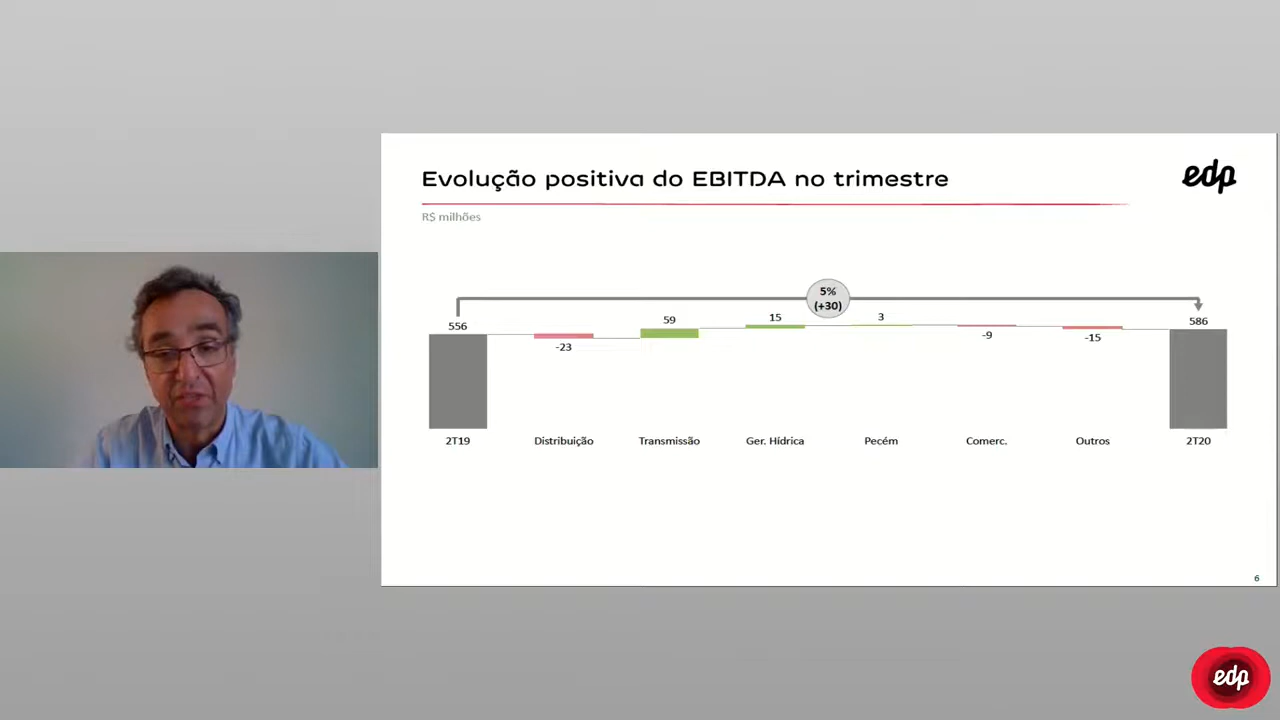 Evolução positiva do EBITDA no trimestre
edp
R$ milhões
5%
(+30)
556
-23
59
15
3
-9
-15
586
2T19
Distribuição
Transmissão
Ger. Hídrica
Pecém
Comerc.
Outros
2T20
6
edp